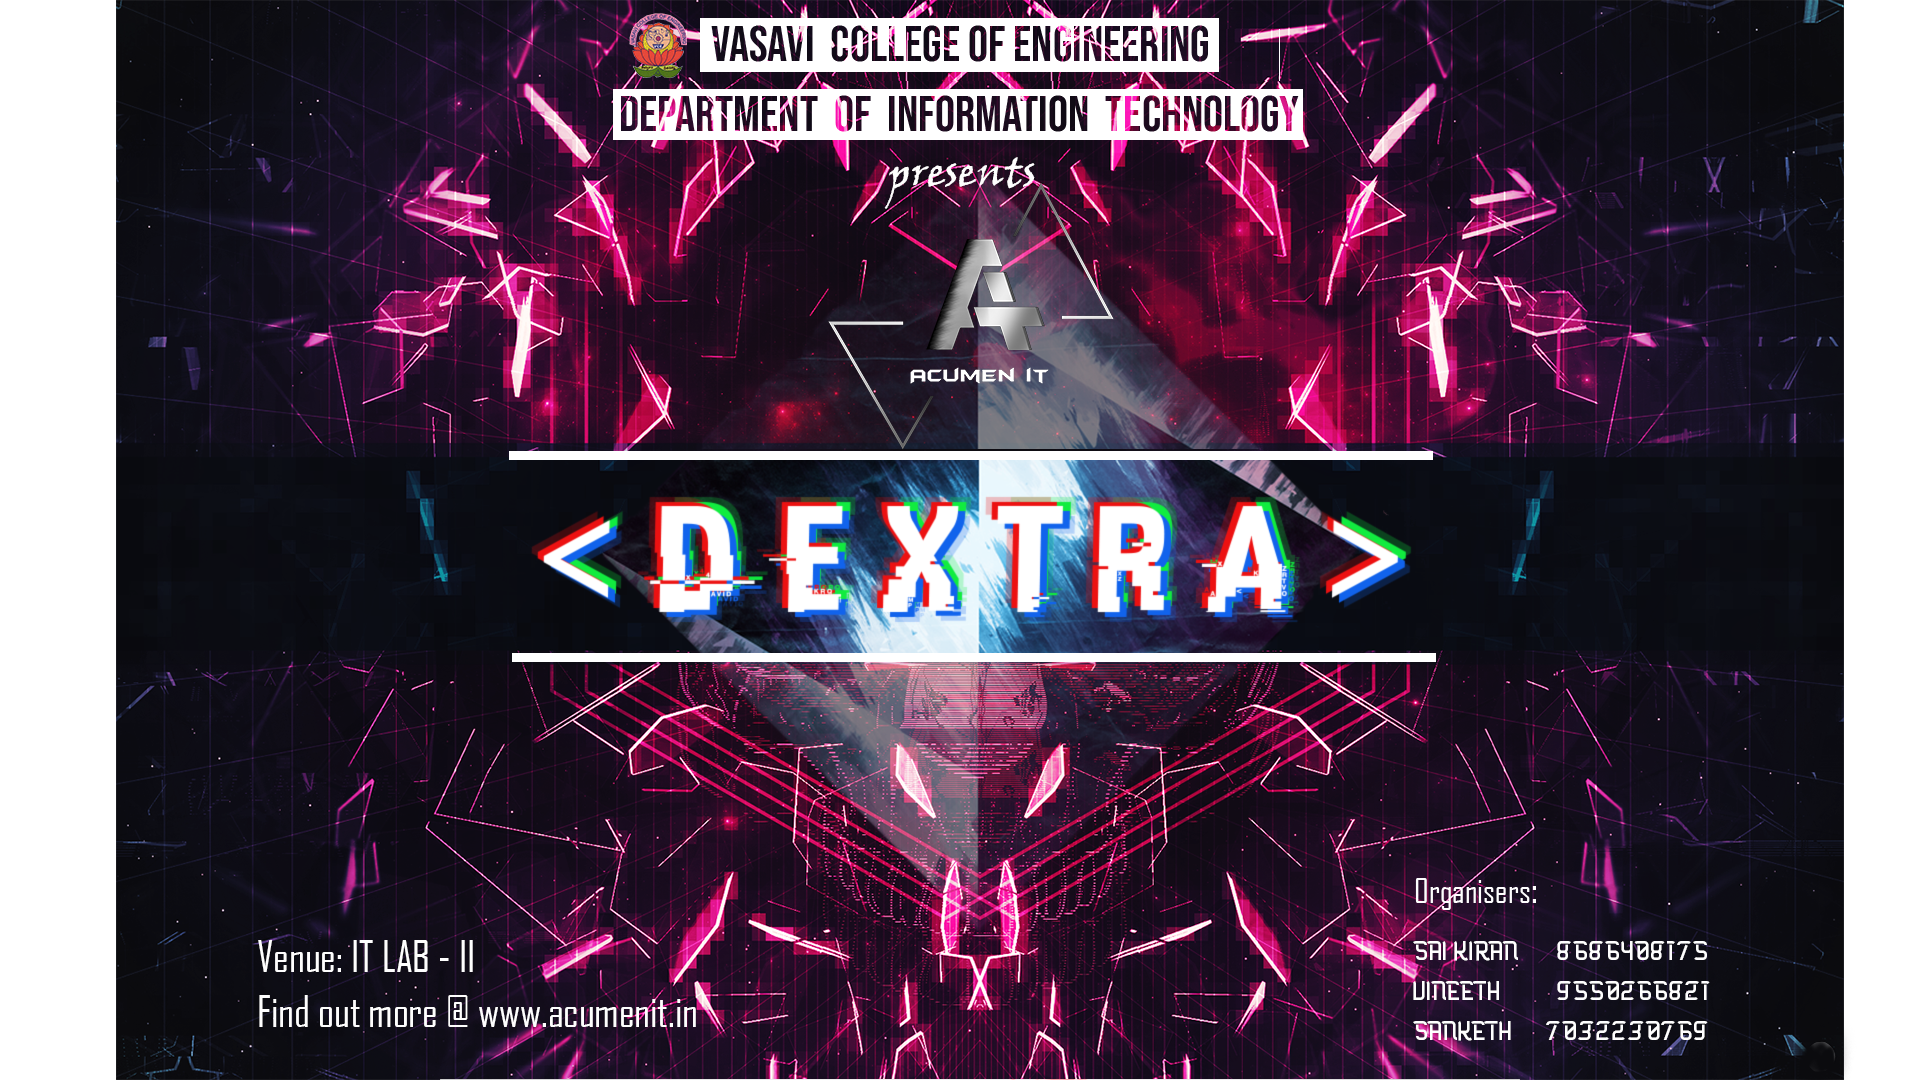 VASAVI COLLEGE OF ENGINEERING
DEPARTMENT OF INFORMATION TECHNOLOGY
presents
ACUMEN IT
<DEXTRA>
Venue: IT LAB - II
Find out more @ www.acumenit.in
Organisers:
SAI KIRAN 8686408175
VINEETH 9550266821
SANKETH 7032230769